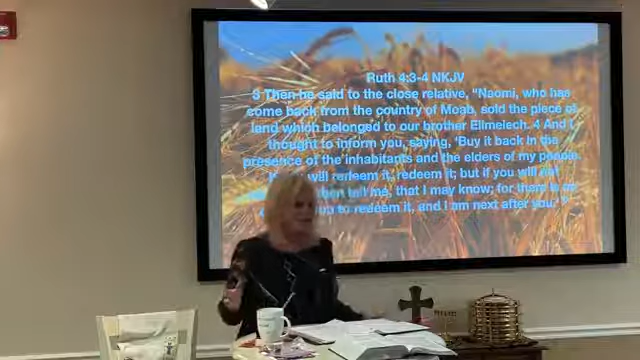 Ruth 4:3-4 NKJV
3 Then he said to the close relative, "Naomi, who has
come back from the country of Moab, sold the piece of
land which belonged to our brother Elimelech. 4 And I
thought to inform you, saying, 'Buy it back in the
presence of the inhabitants and the elders of my people.
will redeem it, redeem it; but if you will not
then tell me, that I may know; for there is no
to redeem it, and I am next after you.' "